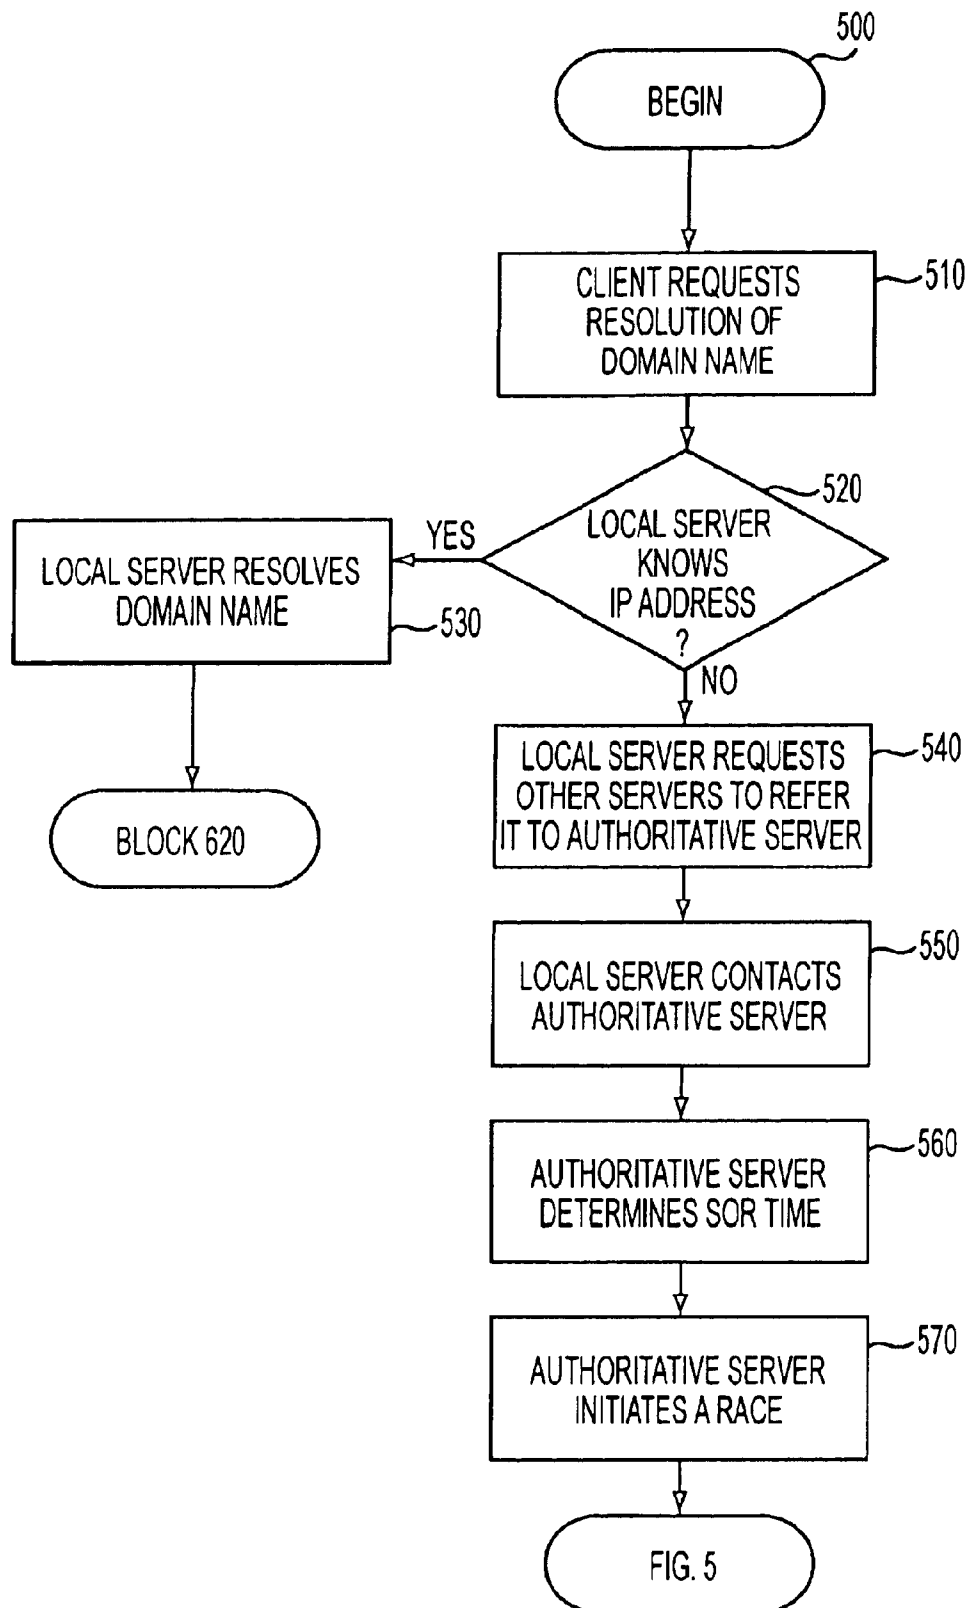 500
BEGIN
510
CLIENT REQUESTS
RESOLUTION OF
DOMAIN NAME
520
LOCAL SERVER
KNOWS
IP ADDRESS
?
YES
LOCAL SERVER RESOLVES
DOMAIN NAME
530
BLOCK 620
NO
540
LOCAL SERVER REQUESTS
OTHER SERVERS TO REFER
IT TO AUTHORITATIVE SERVER
550
LOCAL SERVER CONTACTS
AUTHORITATIVE SERVER
560
AUTHORITATIVE SERVER
DETERMINES SOR TIME
570
AUTHORITATIVE SERVER
INITIATES A RACE
FIG. 5